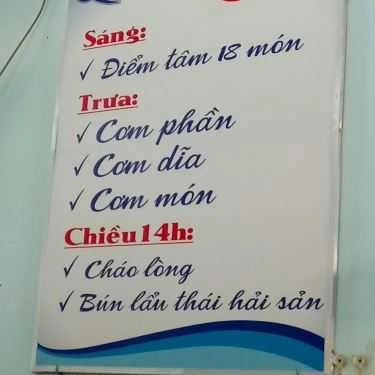 Sáng:
✓ Điểm tâm 18 món
Trưa:
✓ Cơm phần
✓ Cơm dĩa
✓ Cơm món
Chiều 14h:
✓ Cháo lòng
✓ Bún lẩu thái hải sản